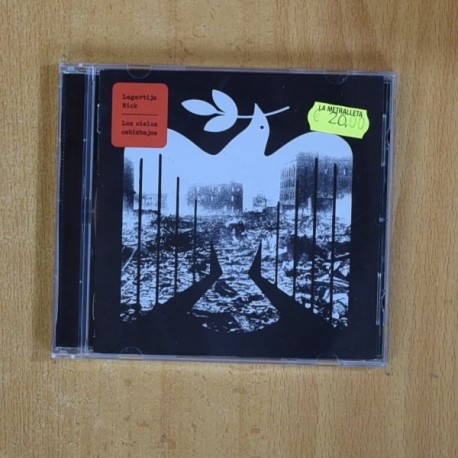 Lagartija
Nick
Los cielos
cabizbajos
LA METRALLETA
€ 20,00